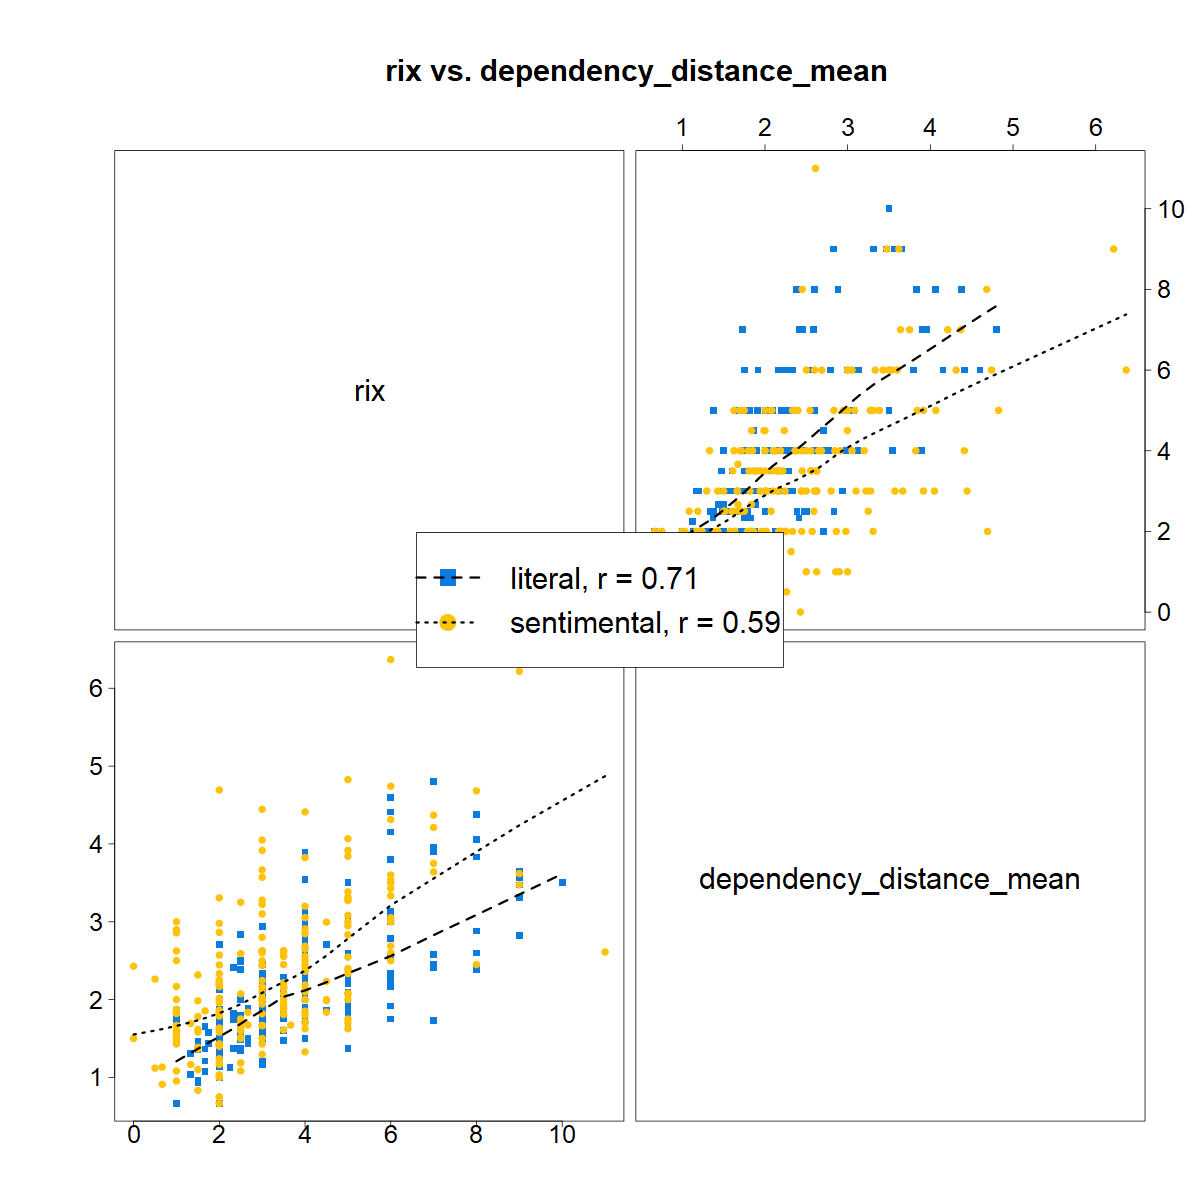 rix vs. dependency_distance_mean
1 2 3 4 5 6
rix
10
8
6
4
2
0
literal, r = 0.71
sentimental, r = 0.59
6
5
4
3
2
1
dependency_distance_mean
0 2 4 6 8 10